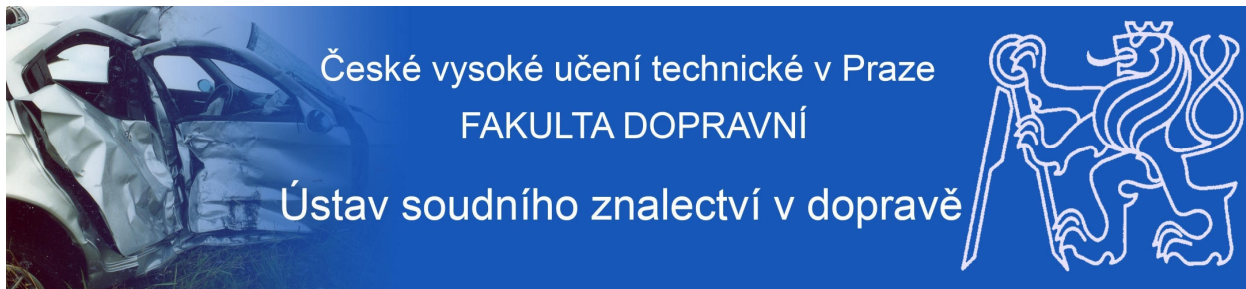 České vysoké učení technické v Praze
FAKULTA DOPRAVNÍ
Ústav soudního znalectví v dopravě